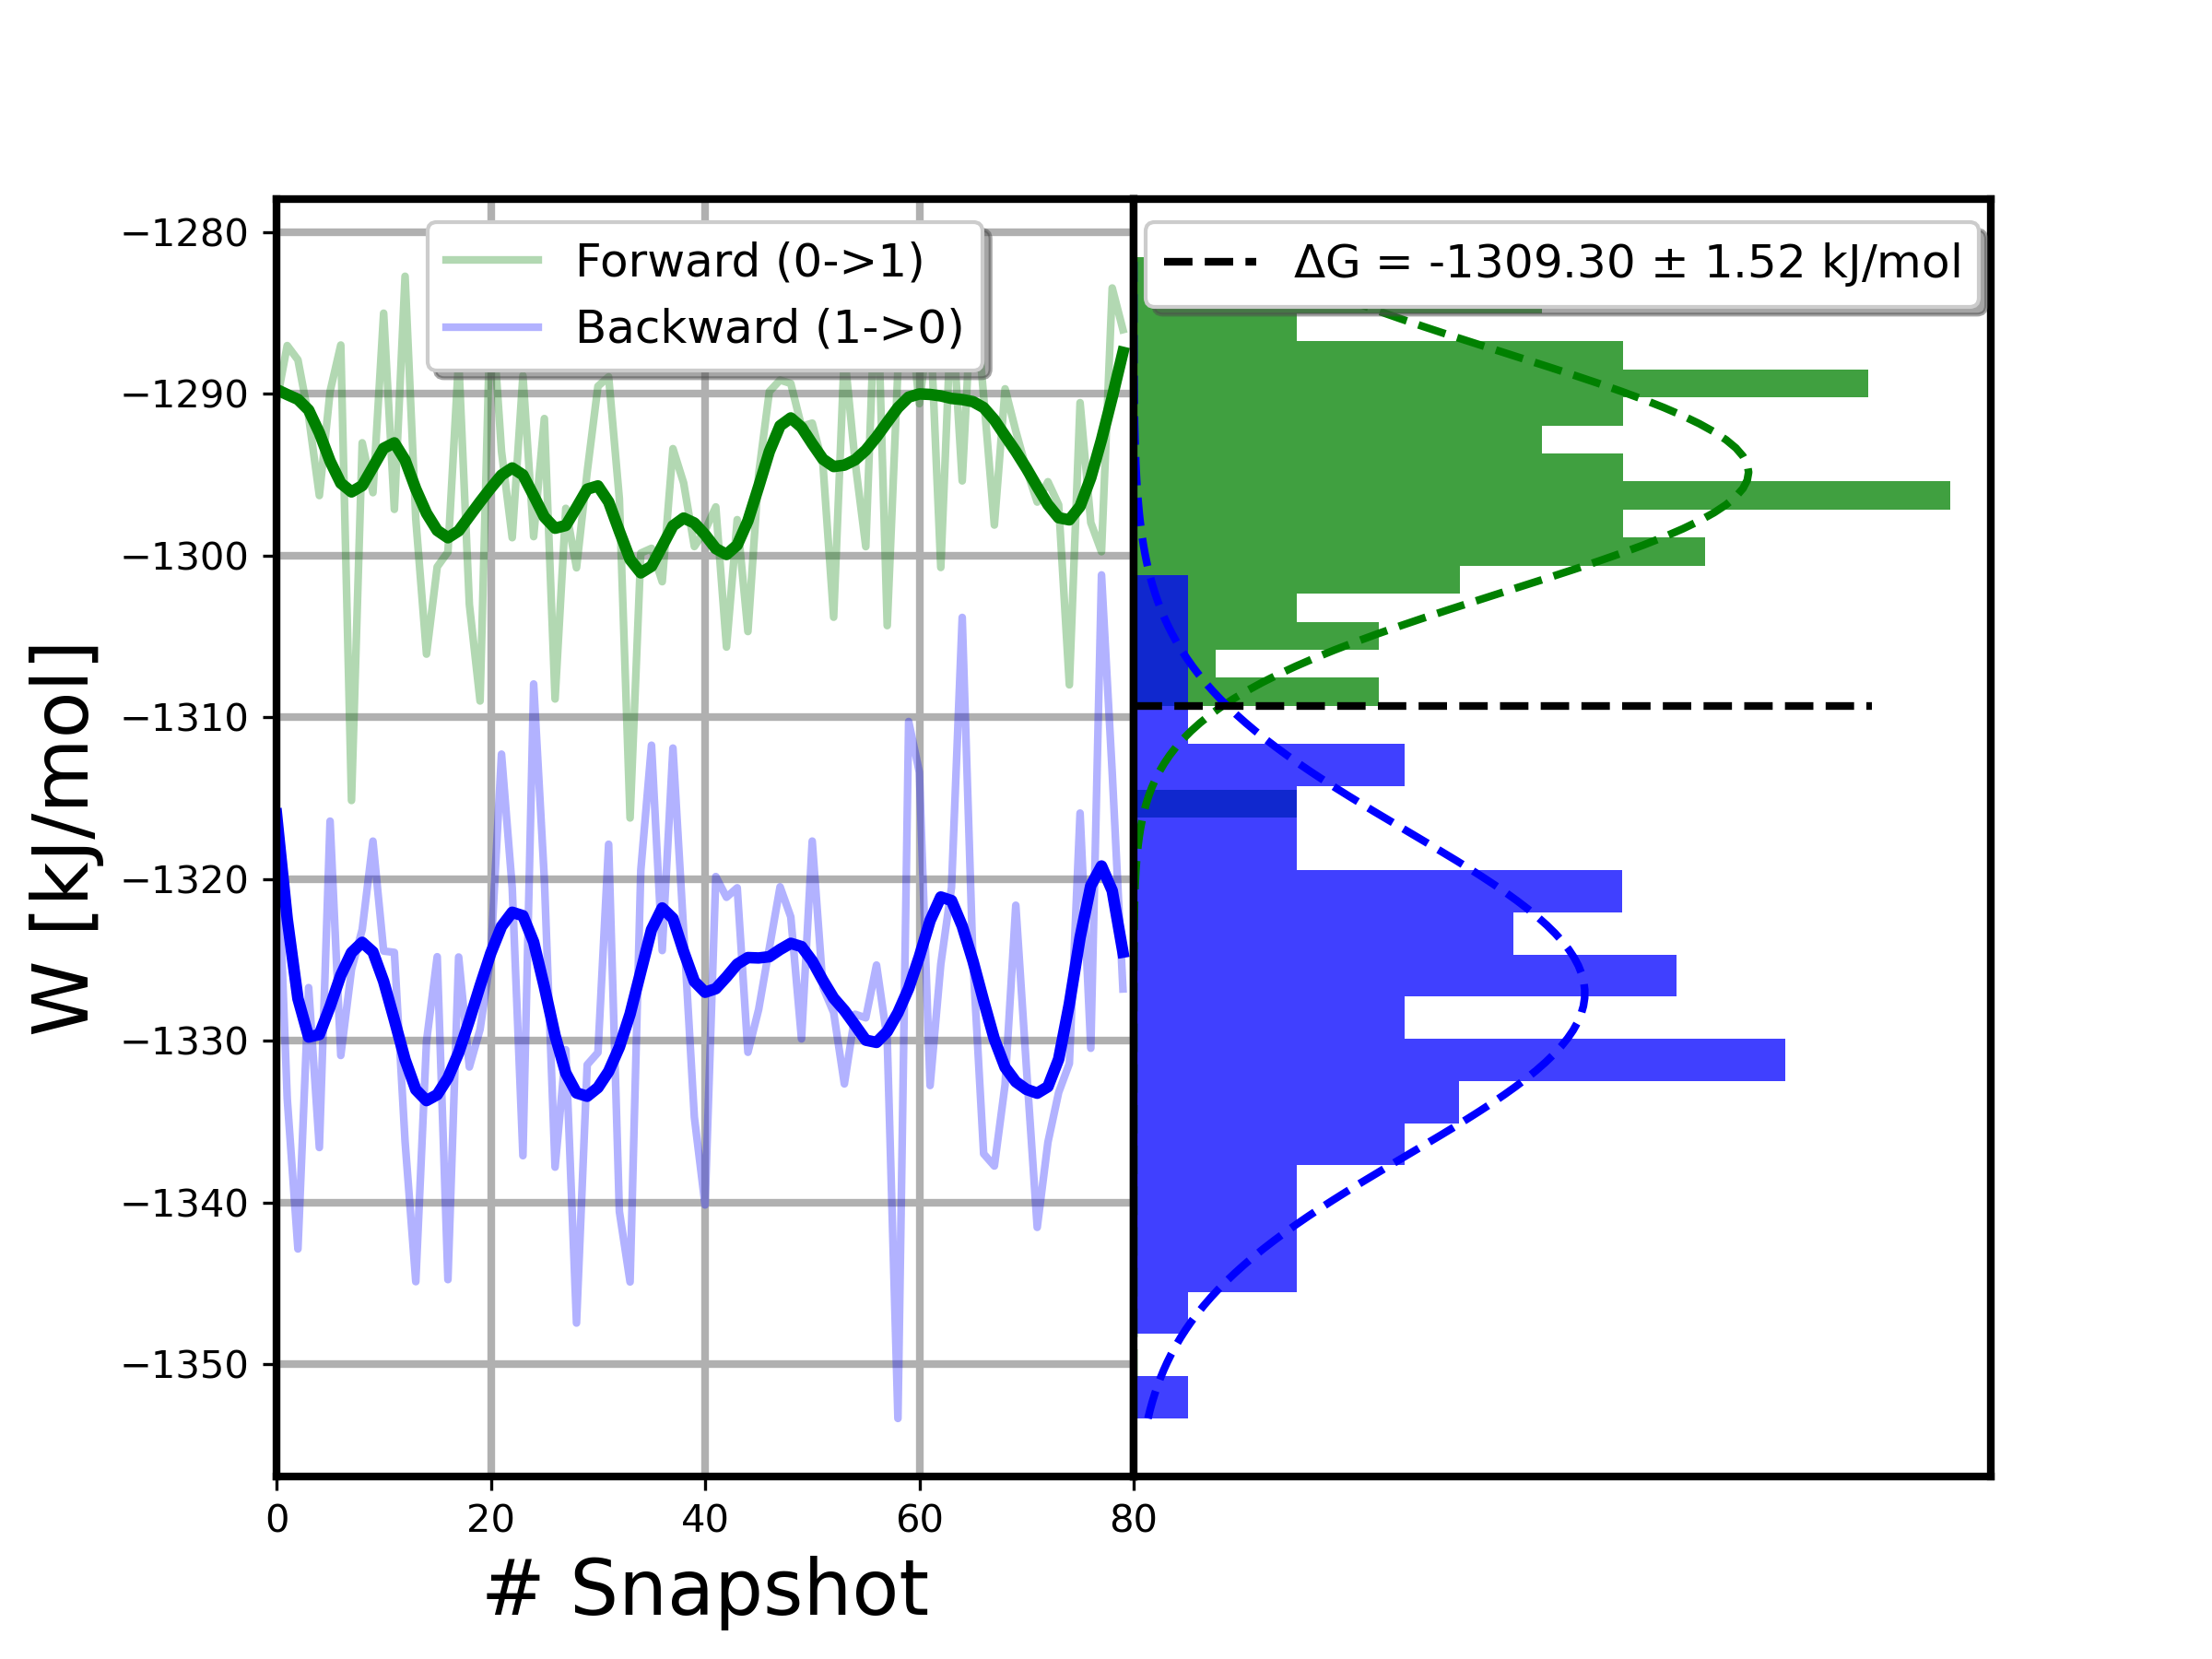 Forward (0->1)
Backward (1->0)
ΔG = -1309.30 ± 1.52 kJ/mol
W [kJ/mol]
−1280
−1290
−1300
−1310
−1320
−1330
−1340
−1350
0 20 40 60 80
# Snapshot